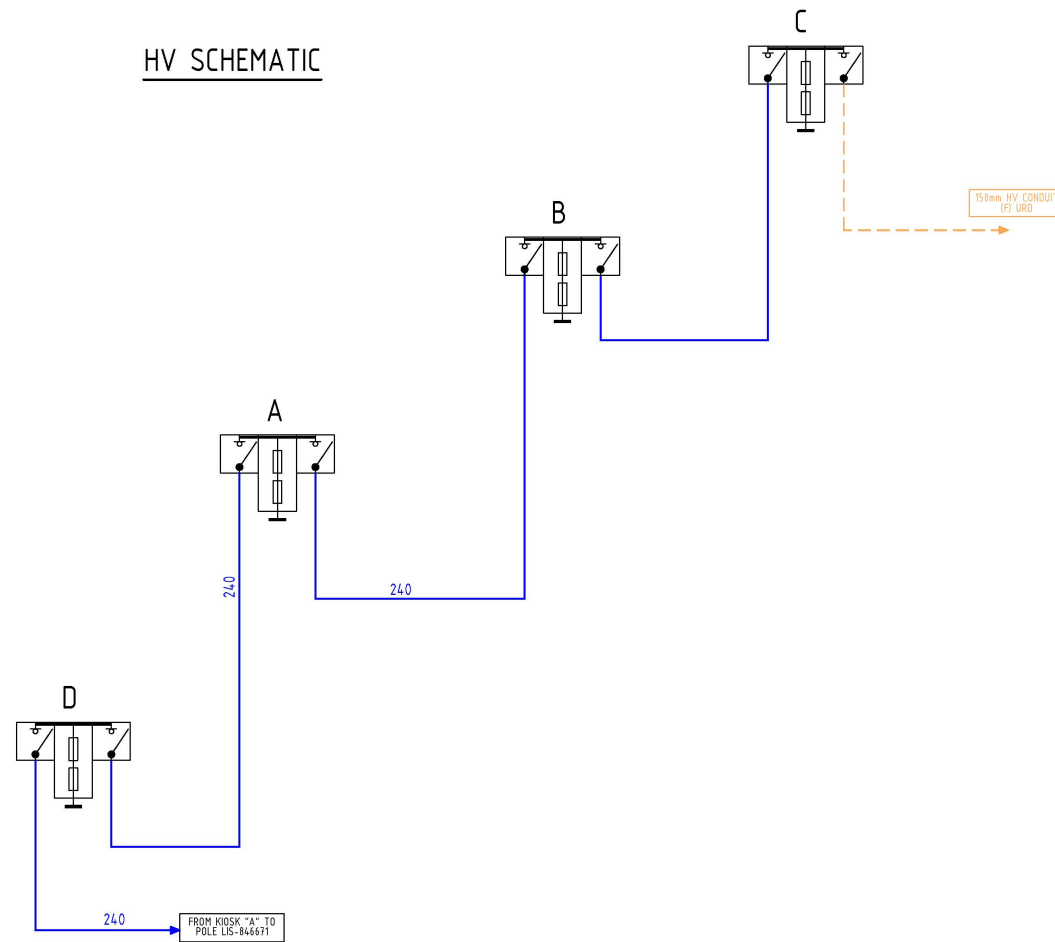 HV SCHEMATIC
C
150mm HV CONDUIT
(F) URD
B
A
240
240
D
240
FROM KIOSK "A" TO
POLE LIS-846671